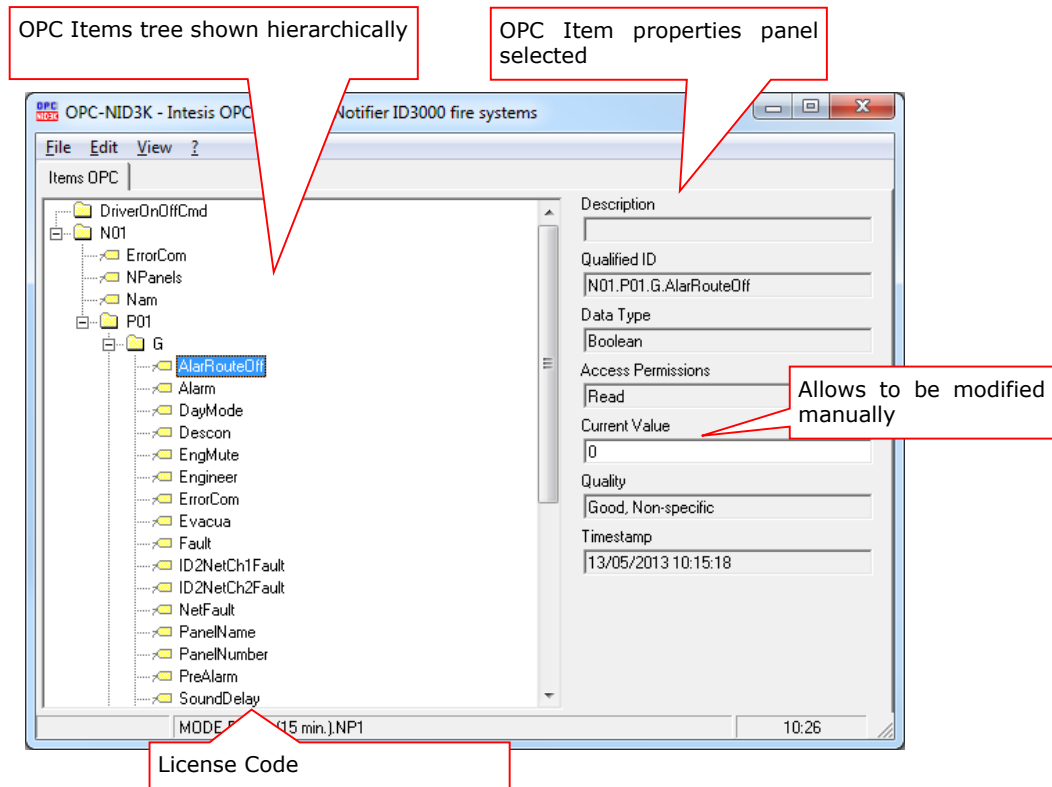 OPC Items tree shown hierarchically
OPC Item properties panel
selected
OPC
NID3K
OPC-NID3K - Intesis OPC
Notifier ID3000 fire systems
File Edit View ?
Items OPC
DriverOnOffCmd
N01
ErrorCom
NPanels
Nam
P01
G
AlarRouteOff
Alarm
DayMode
Descon
EngMute
Engineer
ErrorCom
Evacua
Fault
ID2NetCh1Fault
ID2NetCh2Fault
NetFault
PanelName
PanelNumber
PreAlarm
SoundDelay
Description
Qualified ID
N01.P01.G.AlarRouteOff
Data Type
Boolean
Access Permissions
Read
Current Value
0
Quality
Good, Non-specific
Timestamp
13/05/2013 10:15:18
Allows to be modified
manually
MODE (15 min.).NP1
10:26
License Code